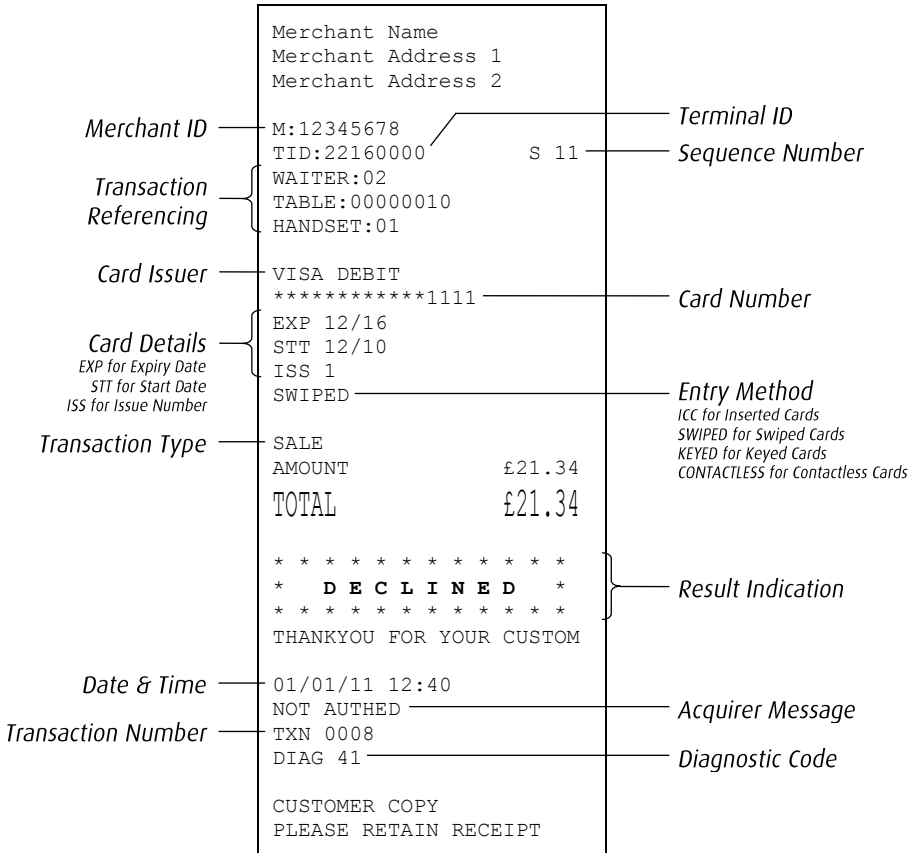 Merchant Name
Merchant Address 1
Merchant Address 2
Merchant ID
M:12345678
Terminal ID
TID:22160000 S 11
Sequence Number
Transaction
Referencing
WAITER:02
TABLE:00000010
HANDSET:01
Card Issuer
VISA DEBIT
************1111
Card Number
Card Details
EXP for Expiry Date
STT for Start Date
ISS for Issue Number
EXP 12/16
STT 12/10
ISS 1
SWIPED
Entry Method
ICC for Inserted Cards
SWIPED for Swiped Cards
KEYED for Keyed Cards
CONTACTLESS for Contactless Cards
Transaction Type
SALE
AMOUNT £21.34
TOTAL £21.34
* * * * * * * * * * * *
* D E C L I N E D *
* * * * * * * * * * * *
Result Indication
THANKYOU FOR YOUR CUSTOM
Date & Time
01/01/11 12:40
NOT AUTHED
Acquirer Message
Transaction Number
TXN 0008
DIAG 41
Diagnostic Code
CUSTOMER COPY
PLEASE RETAIN RECEIPT